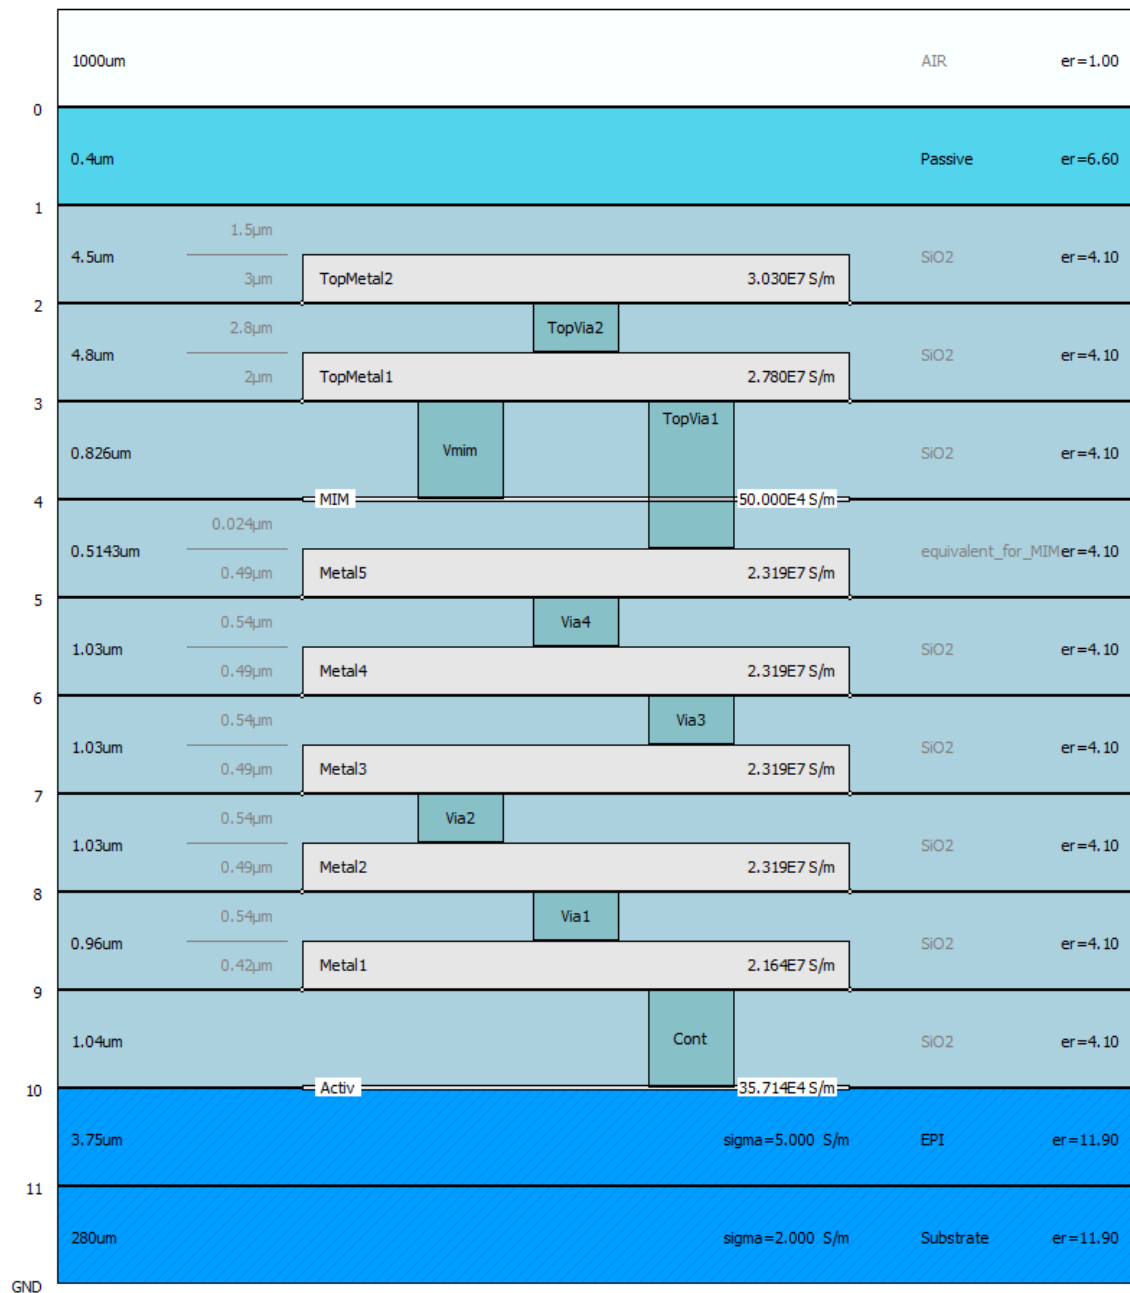 1000um AIR er=1.00
0
0.4um Passive er=6.60
1
1.5µm
4.5um SiO2 er=4.10
3µm TopMetal2 3.030E7 S/m
2
2.8µm TopVia2
4.8um SiO2 er=4.10
2µm TopMetal1 2.780E7 S/m
3
TopVia1
0.826um Vmim SiO2 er=4.10
4 MIM 50.000E4 S/m
0.024µm
0.5143um equivalent_for_MIM er=4.10
0.49µm Metal5 2.319E7 S/m
5
0.54µm Via4
1.03um SiO2 er=4.10
0.49µm Metal4 2.319E7 S/m
6
0.54µm Via3
1.03um SiO2 er=4.10
0.49µm Metal3 2.319E7 S/m
7
0.54µm Via2
1.03um SiO2 er=4.10
0.49µm Metal2 2.319E7 S/m
8
0.54µm Via1
0.96um SiO2 er=4.10
0.42µm Metal1 2.164E7 S/m
9
1.04um Cont SiO2 er=4.10
10 Activ 35.714E4 S/m
3.75um sigma=5.000 S/m EPI er=11.90
11
280um sigma=2.000 S/m Substrate er=11.90
GND